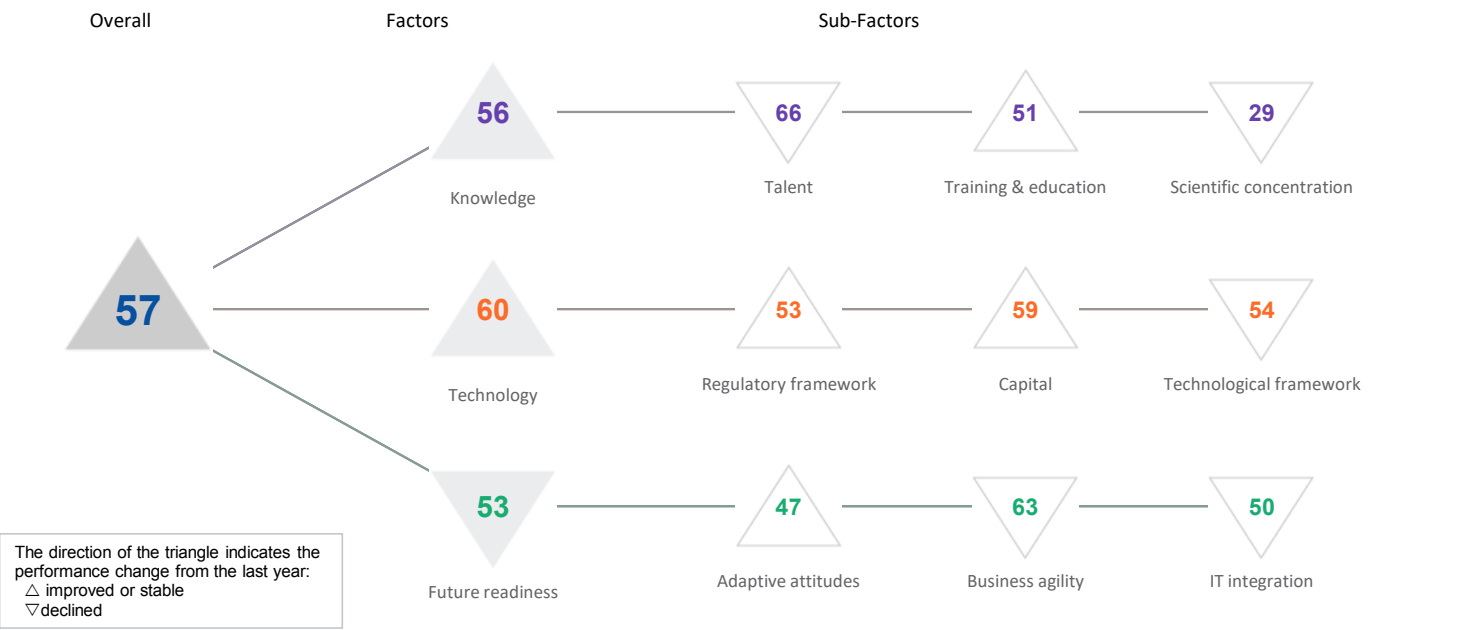 Overall
Factors
Sub-Factors
56
66
51
29
Knowledge
Talent
Training & education
Scientific concentration
57
60
53
59
54
Technology
Regulatory framework
Capital
Technological framework
53
47
63
50
Future readiness
Adaptive attitudes
Business agility
IT integration
The direction of the triangle indicates the
performance change from the last year:
△ improved or stable
▽declined